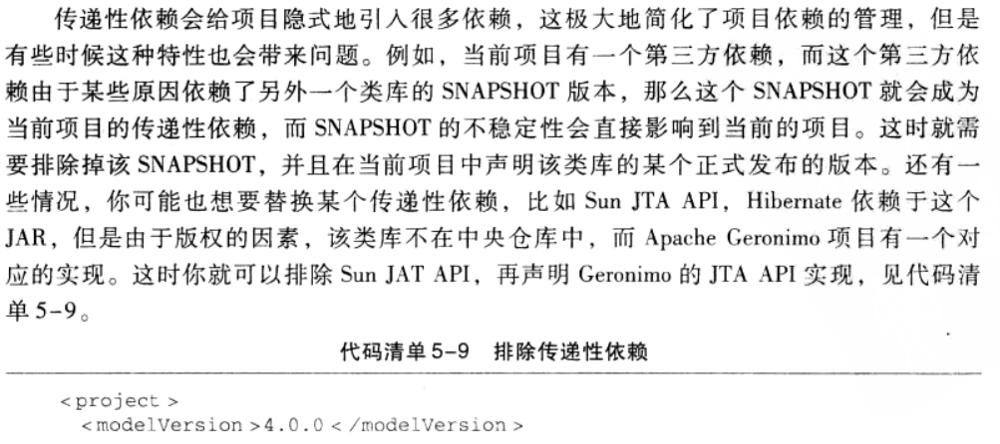 传递性依赖会给项目隐式地引入很多依赖，这极大地简化了项目依赖的管理，但是
有些时候这种特性也会带来问题。例如，当前项目有一个第三方依赖，而这个第三方依
赖由于某些原因依赖了另外一个类库的 SNAPSHOT 版本，那么这个 SNAPSHOT 就会成为
当前项目的传递性依赖，而 SNAPSHOT 的不稳定性会直接影响到当前的项目。这时就需
要排除掉该 SNAPSHOT，并且在当前项目中声明该类库的某个正式发布的版本。还有一
些情况，你可能也想要替换某个传递性依赖，比如 Sun JTA API，Hibernate 依赖于这个
JAR，但是由于版权的因素，该类库不在中央仓库中，而 Apache Geronimo 项目有一个对
应的实现。这时你就可以排除 Sun JAT API，再声明 Geronimo 的 JTA API 实现，见代码清
单 5-9。
代码清单 5-9 排除传递性依赖
<project >
<modelVersion >4.0.0 < /modelVersion >